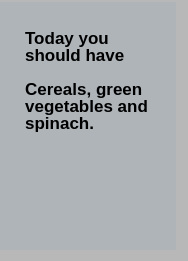 Today you
should have
Cereals, green
vegetables and
spinach.